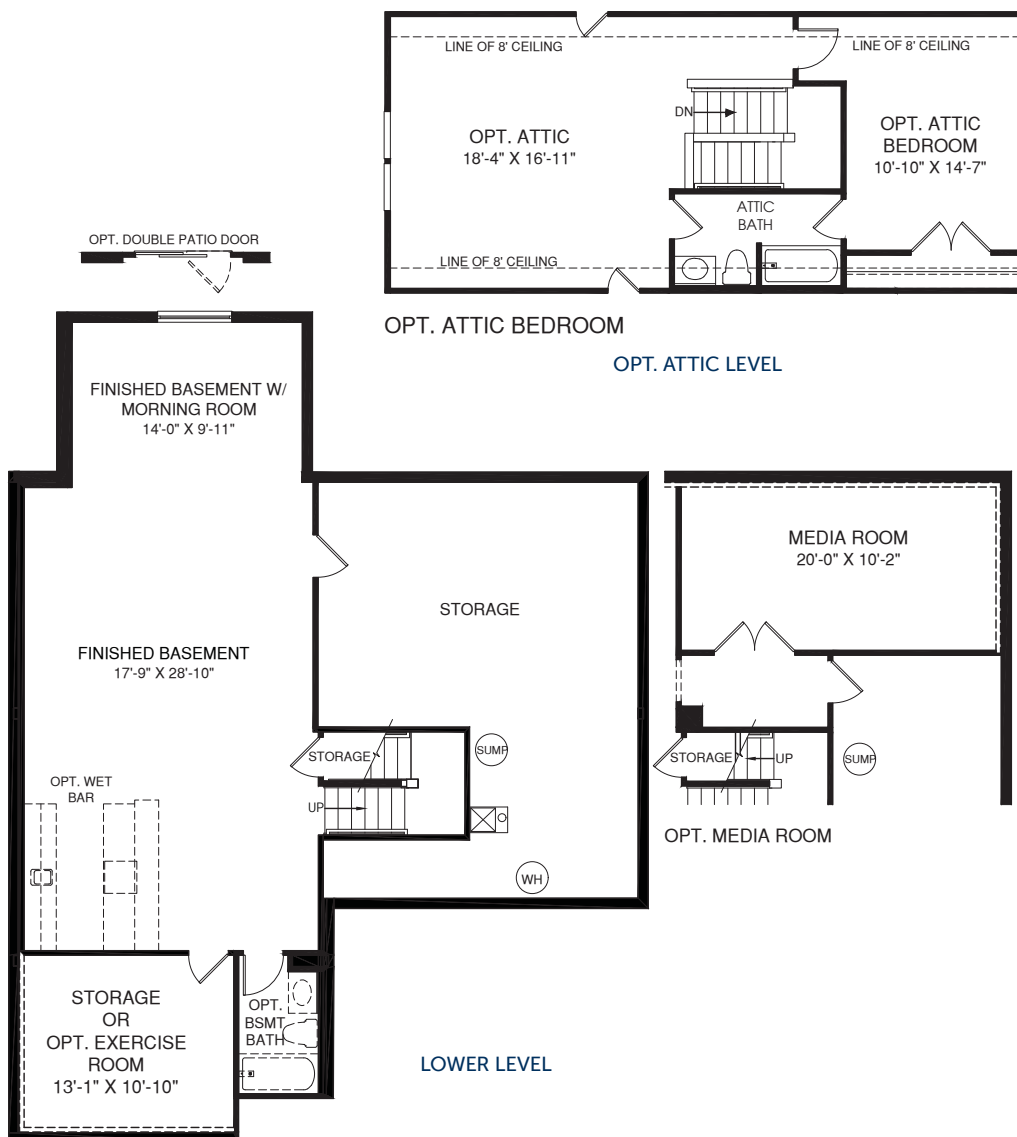 LINE OF 8' CEILING
LINE OF 8' CEILING
DN
OPT. ATTIC
18'-4" X 16'-11"
OPT. ATTIC
BEDROOM
10'-10" X 14'-7"
ATTIC
BATH
LINE OF 8' CEILING
OPT. ATTIC BEDROOM
OPT. ATTIC LEVEL
OPT. DOUBLE PATIO DOOR
FINISHED BASEMENT W/
MORNING ROOM
14'-0" X 9'-11"
STORAGE
FINISHED BASEMENT
17'-9" X 28'-10"
STORAGE
SUMP
UP
OPT. WET
BAR
WH
STORAGE
OR
OPT. EXERCISE
ROOM
13'-1" X 10'-10"
OPT.
BSMT
BATH
LOWER LEVEL
MEDIA ROOM
20'-0" X 10'-2"
STORAGE
UP
SUMP
OPT. MEDIA ROOM